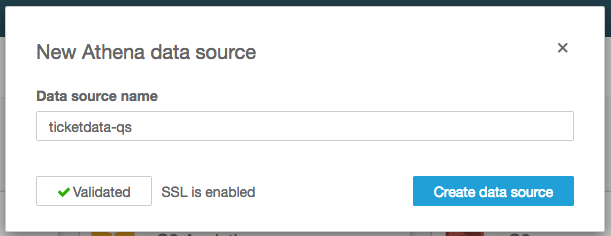 New Athena data source
Data source name
ticketdata-qs
Validated
SSL is enabled
Create data source